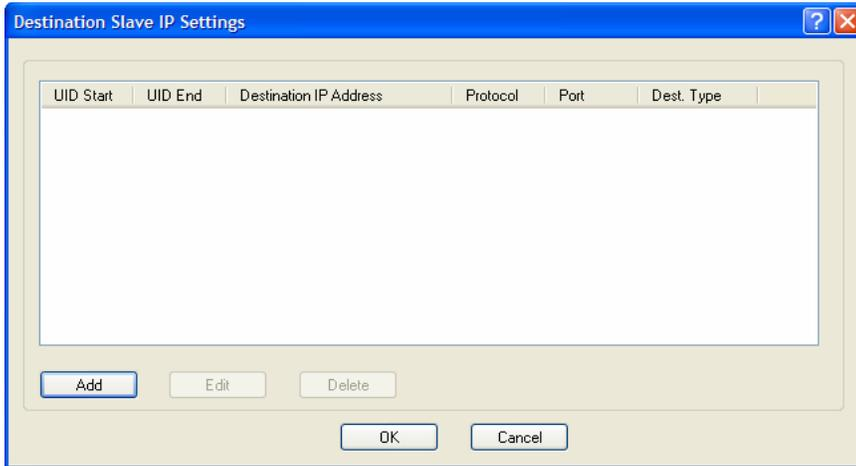 Destination Slave IP Settings
UID Start UID End Destination IP Address Protocol Port Dest. Type
Add Edit Delete
OK Cancel